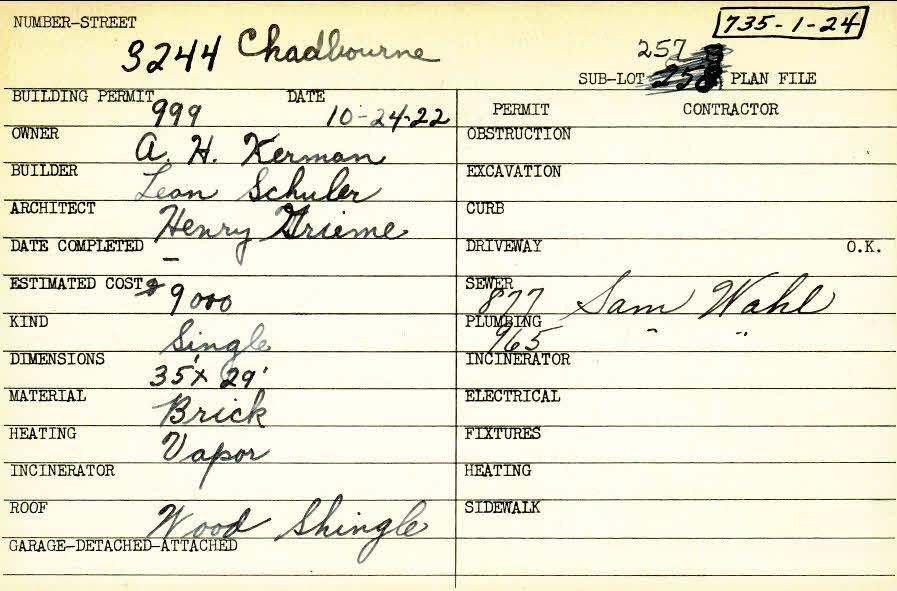 NUMBER-STREET
3244 Chadbourne
735-1-24
257
SUB-LOT 258 PLAN FILE
BUILDING PERMIT 999 DATE 10-24-22
OWNER A. H. Kerman
BUILDER Leon Schuler
ARCHITECT Henry Grieme
DATE COMPLETED –
ESTIMATED COST $9000
KIND Single
DIMENSIONS 35' x 29'
MATERIAL Brick
HEATING Vapor
INCINERATOR
ROOF Wood Shingle
GARAGE-DETACHED-ATTACHED
PERMIT CONTRACTOR
OBSTRUCTION
EXCAVATION
CURB
DRIVEWAY O.K.
SEWER 877 Sam Wahl
PLUMBING 965 " "
INCINERATOR
ELECTRICAL
FIXTURES
HEATING
SIDEWALK